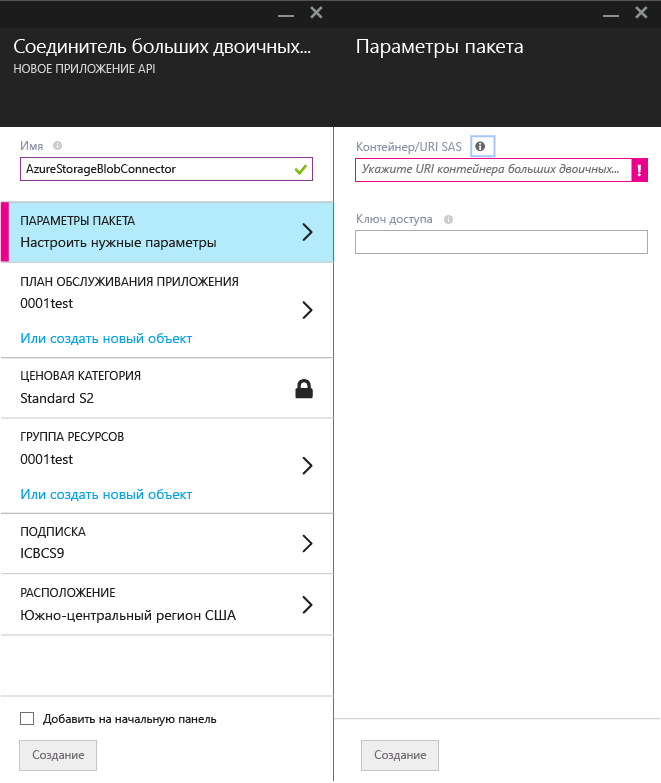 Соединитель больших двоичных...
НОВОЕ ПРИЛОЖЕНИЕ API
Имя
AzureStorageBlobConnector
ПАРАМЕТРЫ ПАКЕТА
Настроить нужные параметры
ПЛАН ОБСЛУЖИВАНИЯ ПРИЛОЖЕНИЯ
0001test
Или создать новый объект
ЦЕНОВАЯ КАТЕГОРИЯ
Standard S2
ГРУППА РЕСУРСОВ
0001test
Или создать новый объект
ПОДПИСКА
ICBCS9
РАСПОЛОЖЕНИЕ
Южно-центральный регион США
Добавить на начальную панель
Создание
Параметры пакета
Контейнер/URI SAS
Укажите URI контейнера больших двоичных...
Ключ доступа
Создание